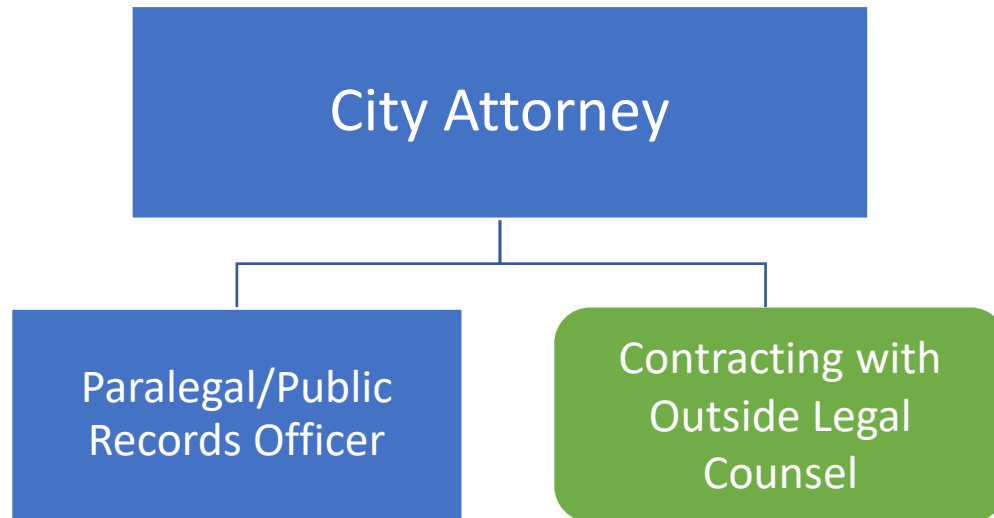 City Attorney
Paralegal/Public
Records Officer
Contracting with
Outside Legal
Counsel